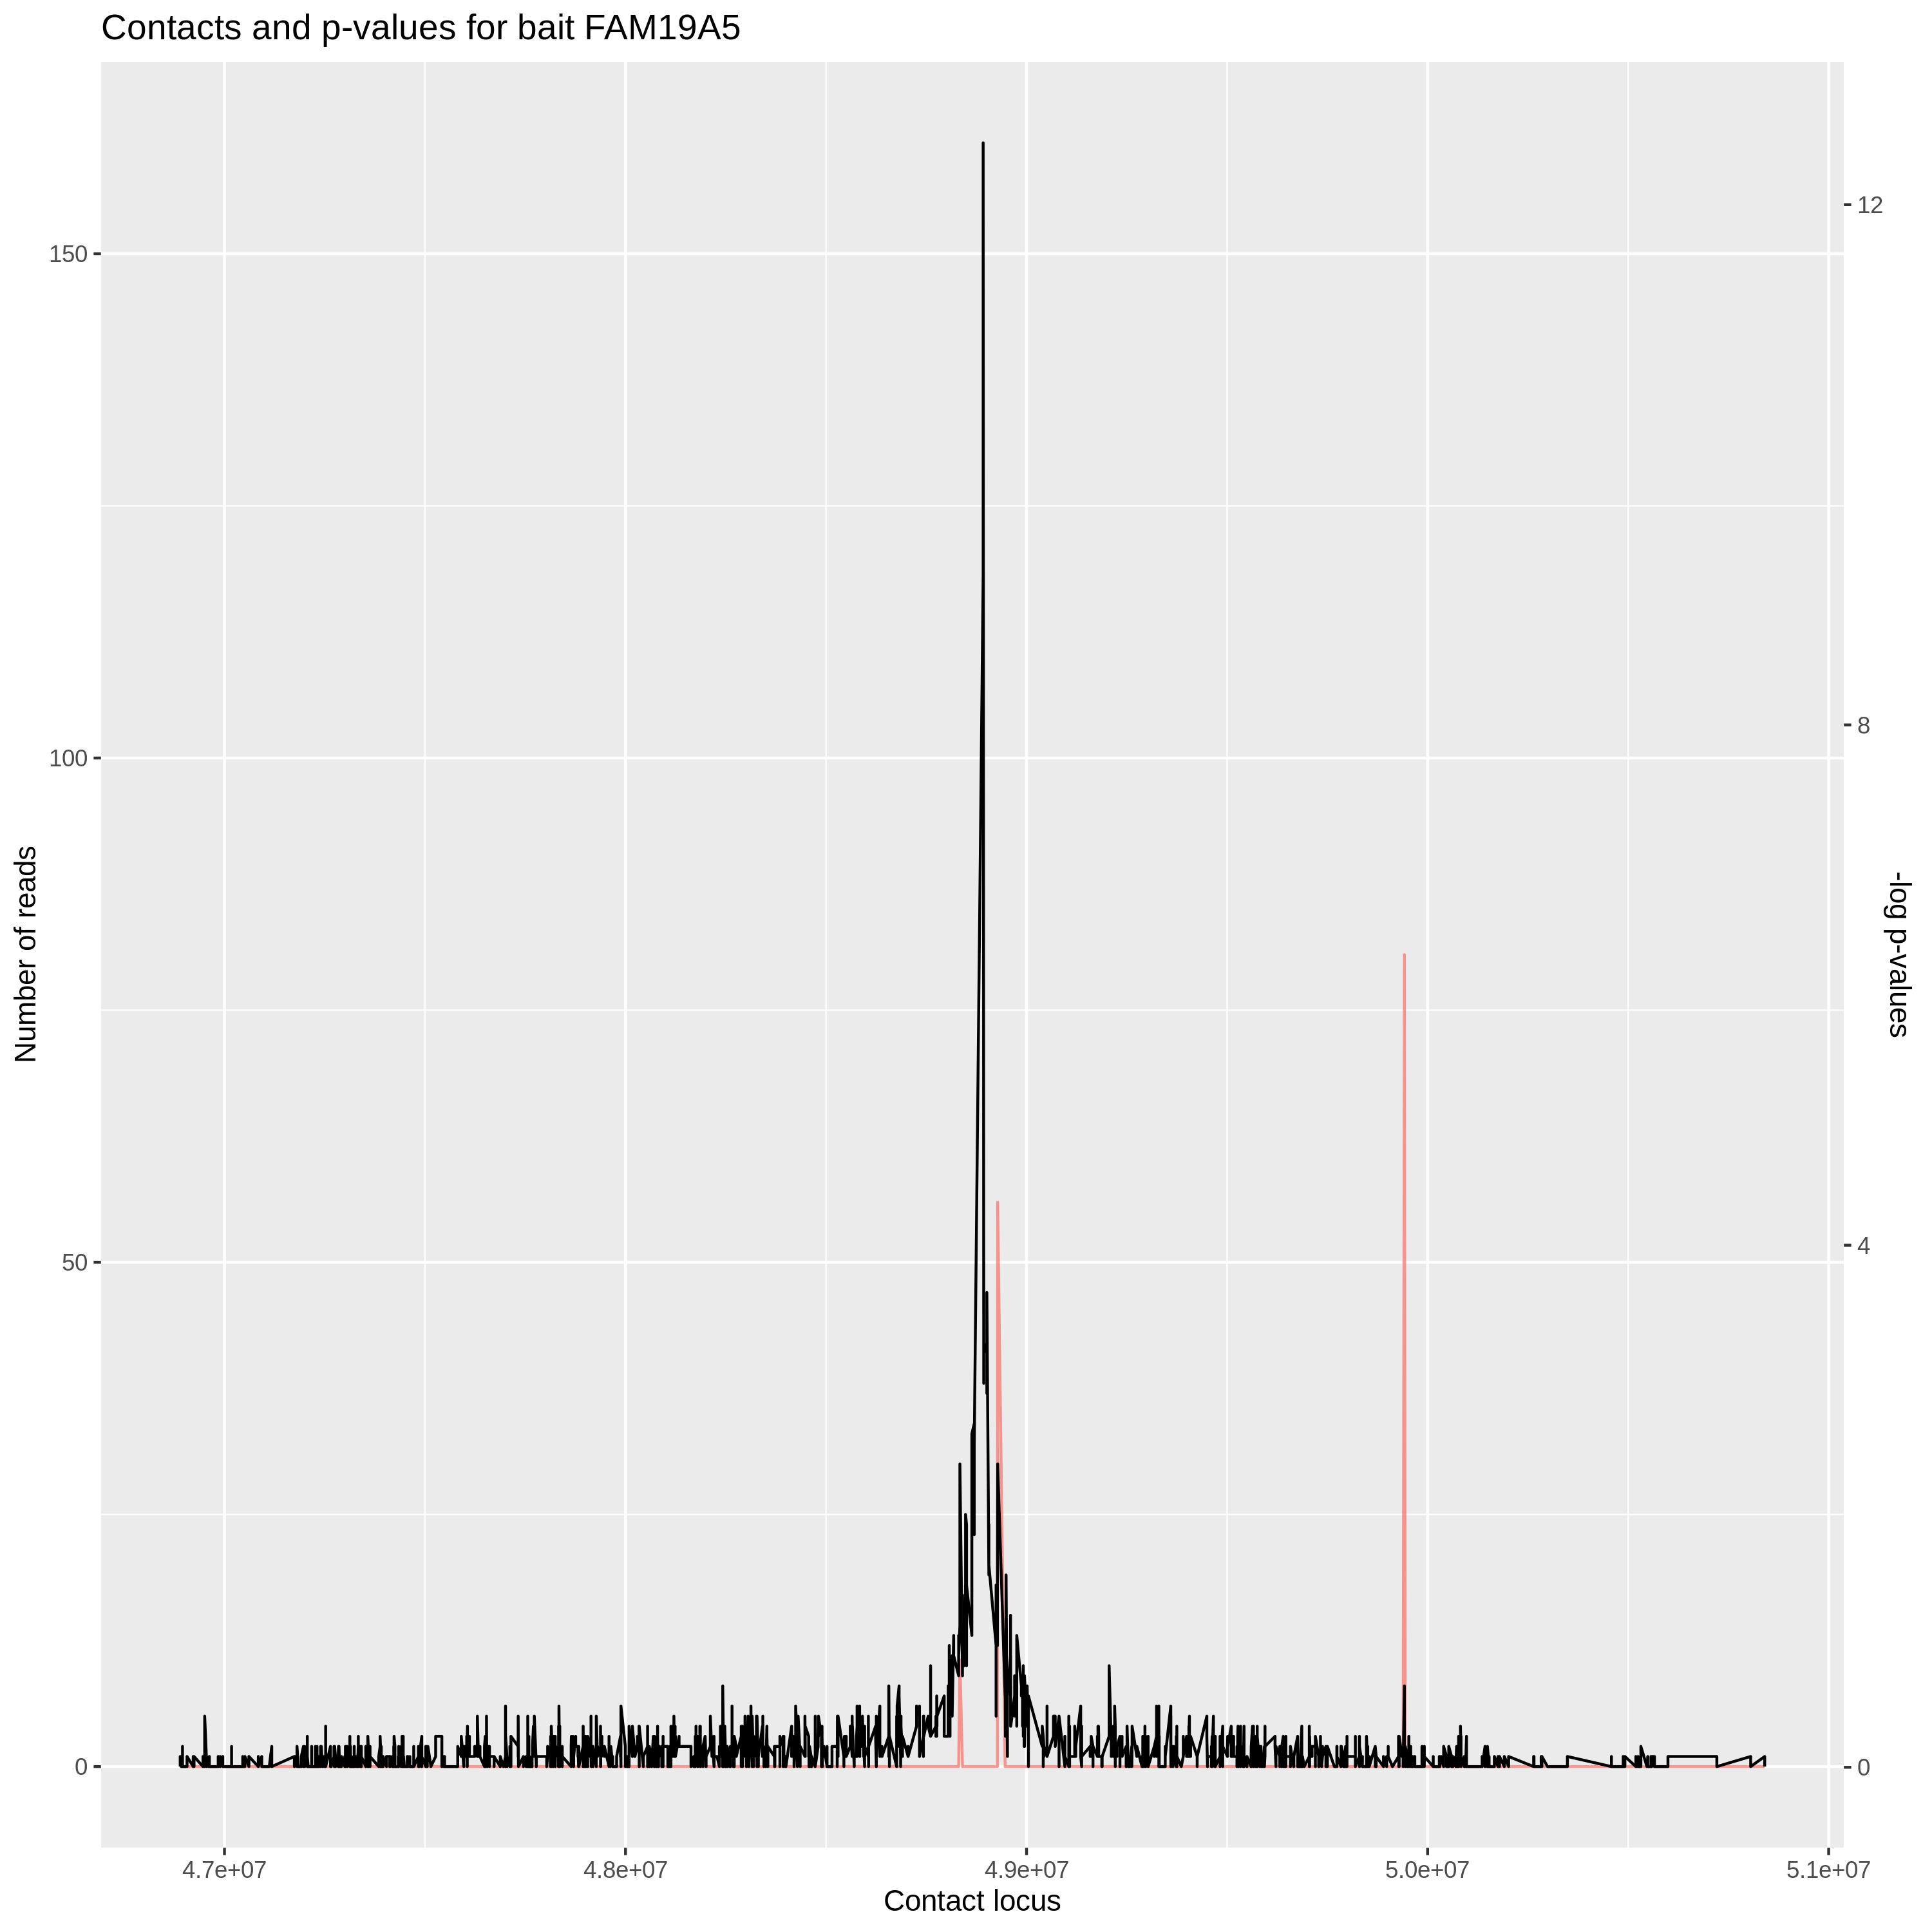 Contacts and p-values for bait FAM19A5
150
100
50
0
12
8
4
0
Number of reads
-log p-values
4.7e+07 4.8e+07 4.9e+07 5.0e+07 5.1e+07
Contact locus